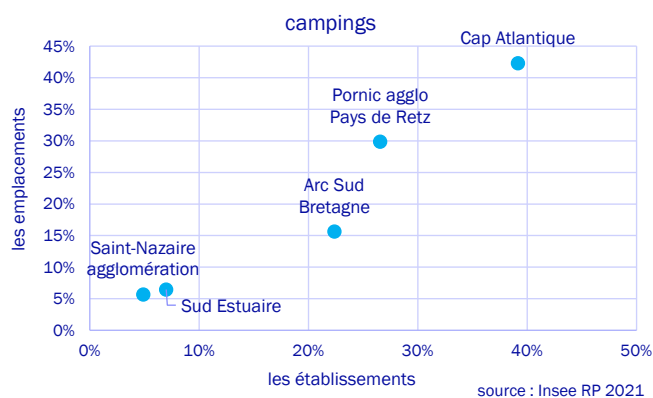 campings
Cap Atlantique
Pornic agglo
Pays de Retz
Arc Sud
Bretagne
Saint-Nazaire
agglomération
Sud Estuaire
les emplacements
45%
40%
35%
30%
25%
20%
15%
10%
5%
0%
0%
10%
20%
30%
40%
50%
les établissements
source : Insee RP 2021